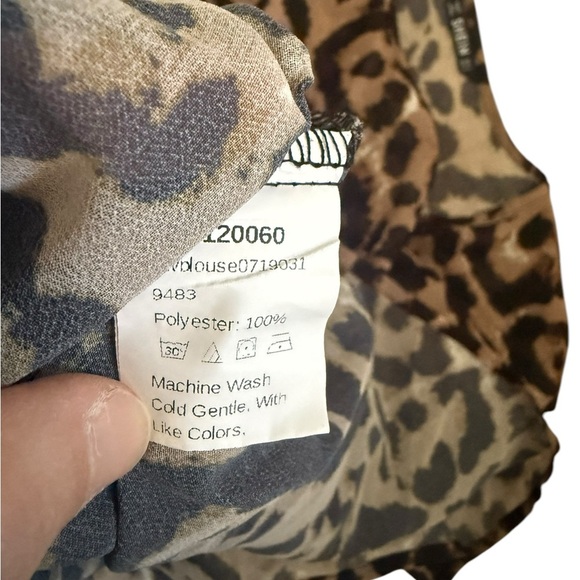 120060
blouse0719031
9483
Polyester: 100%
30
Machine Wash
Cold Gentle. With
Like Colors.